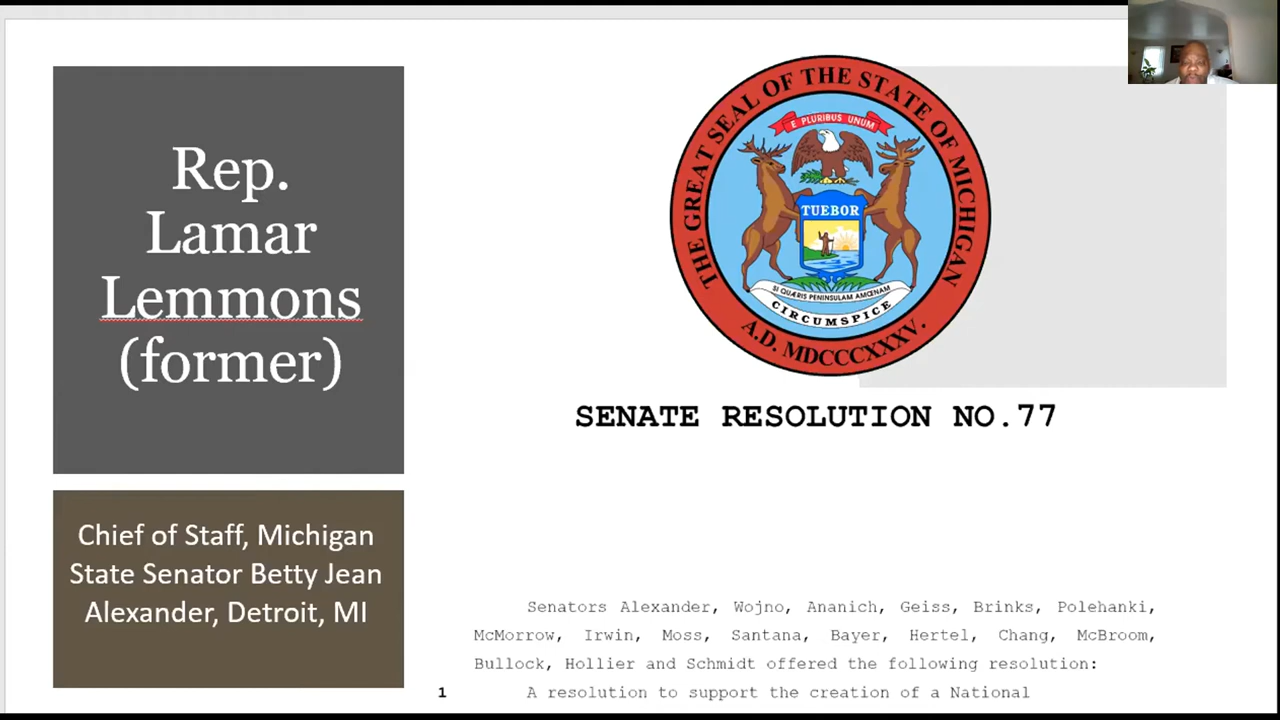 Rep.
Lamar
Lemmons
(former)
Chief of Staff, Michigan
State Senator Betty Jean
Alexander, Detroit, MI
THE GREAT SEAL OF THE STATE OF MICHIGAN
E PLURIBUS UNUM
TUEBOR
SI QUÆRIS PENINSULAM AMŒNAM
CIRCUMSPICE
A.D. MDCCCXXXV.
SENATE RESOLUTION NO.77
Senators Alexander, Wojno, Ananich, Geiss, Brinks, Polehanki,
McMorrow, Irwin, Moss, Santana, Bayer, Hertel, Chang, McBroom,
Bullock, Hollier and Schmidt offered the following resolution:
1 A resolution to support the creation of a National